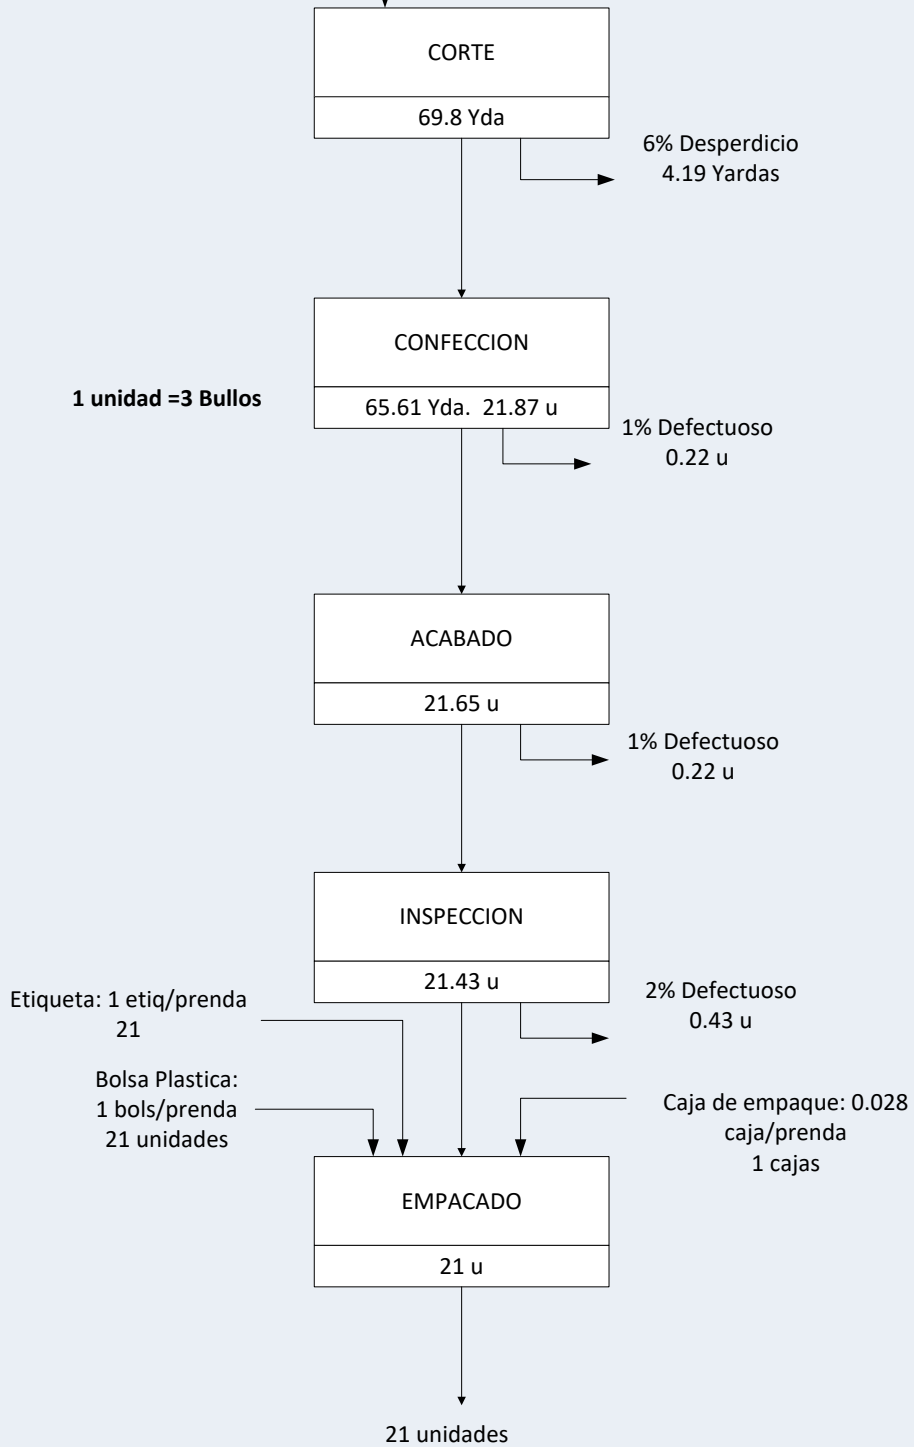 CORTE
69.8 Yda
6% Desperdicio
4.19 Yardas
CONFECCION
1 unidad =3 Bullos
65.61 Yda.  21.87 u
1% Defectuoso
0.22 u
ACABADO
21.65 u
1% Defectuoso
0.22 u
INSPECCION
21.43 u
2% Defectuoso
0.43 u
Etiqueta: 1 etiq/prenda
21
Bolsa Plastica:
1 bols/prenda
21 unidades
Caja de empaque: 0.028
caja/prenda
1 cajas
EMPACADO
21 u
21 unidades